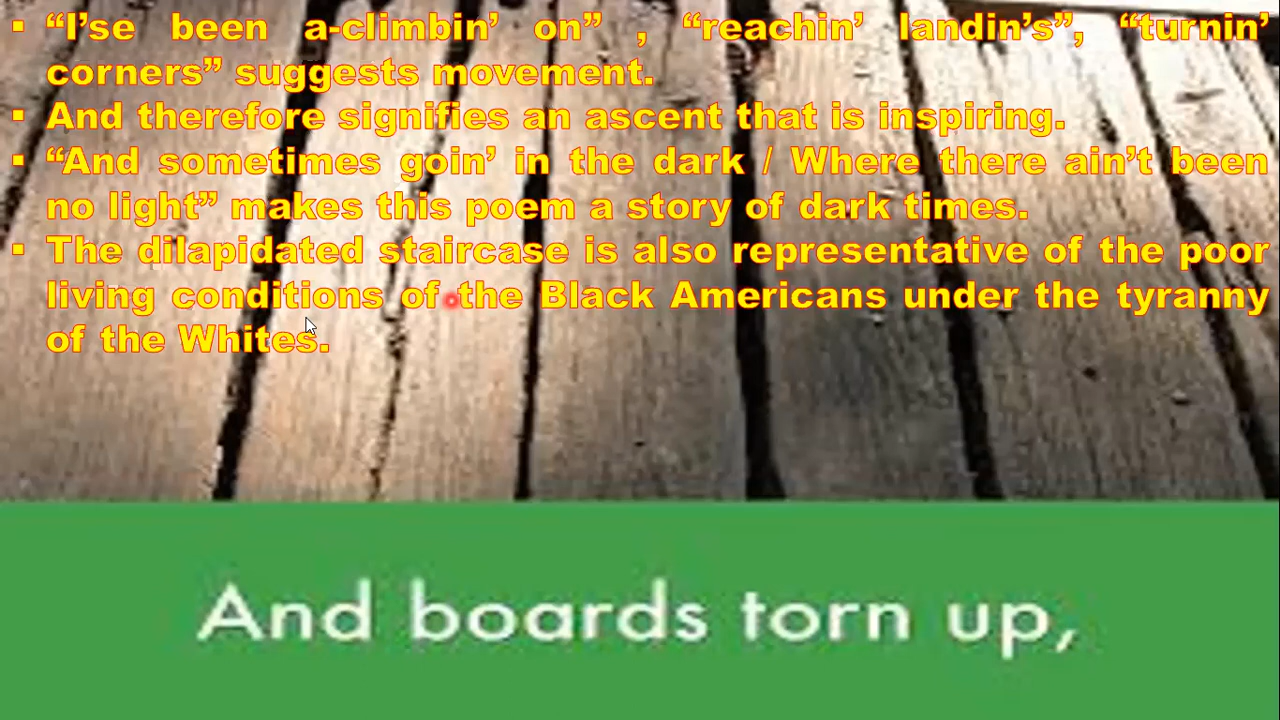 ▪ “I’se been a-climbin’ on” , “reachin’ landin’s”, “turnin’
corners” suggests movement.
▪ And therefore signifies an ascent that is inspiring.
▪ “And sometimes goin’ in the dark / Where there ain’t been
no light” makes this poem a story of dark times.
▪ The dilapidated staircase is also representative of the poor
living conditions of the Black Americans under the tyranny
of the Whites.
And boards torn up,